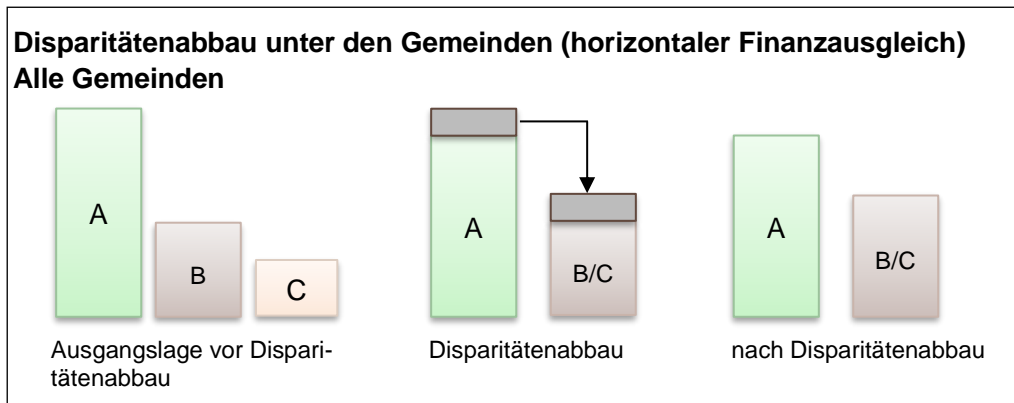 Disparitätenabbau unter den Gemeinden (horizontaler Finanzausgleich)
Alle Gemeinden
A
B
C
A
B/C
A
B/C
Ausgangslage vor Dispari-
tätenabbau
Disparitätenabbau
nach Disparitätenabbau